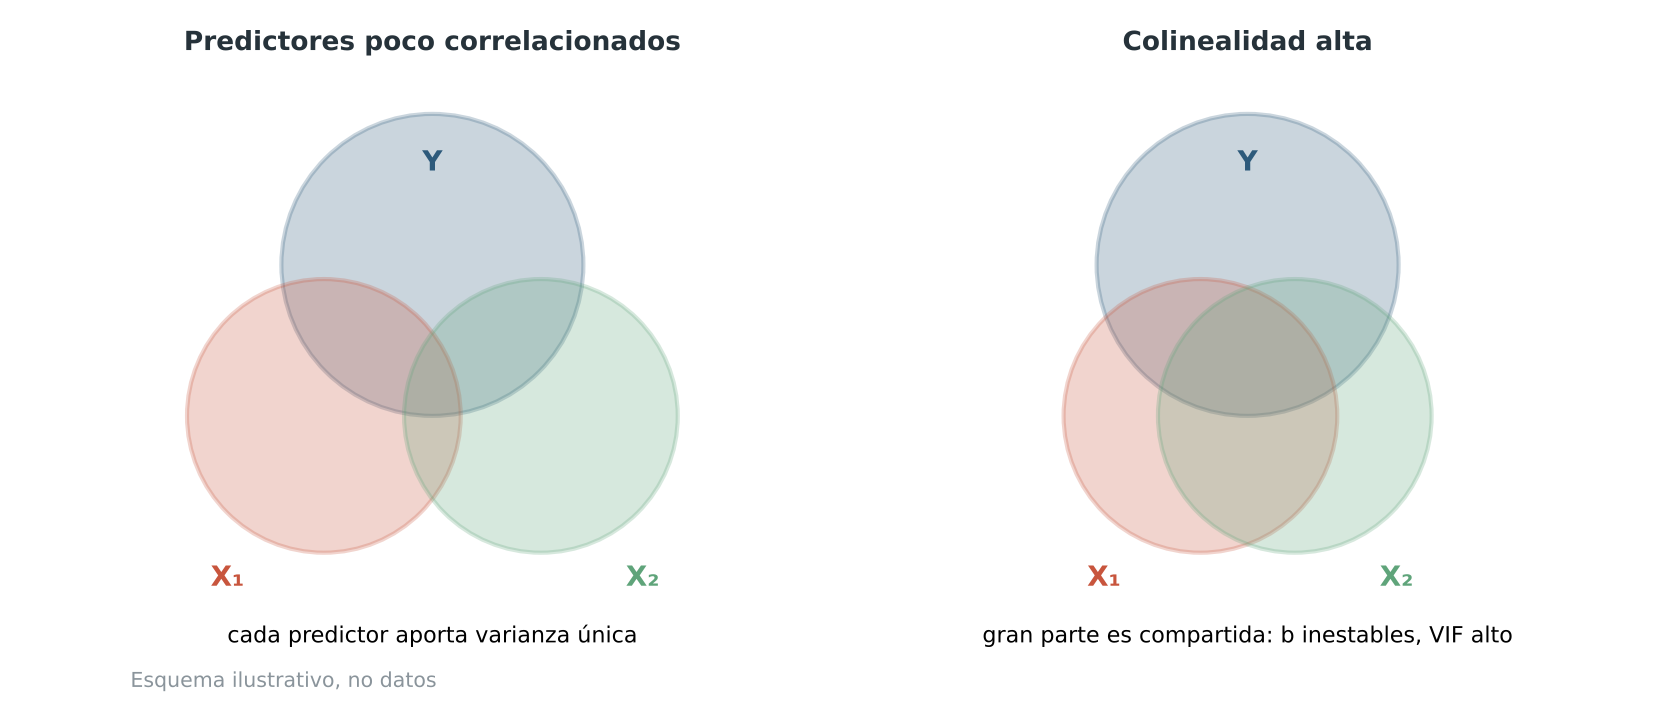 Predictores poco correlacionados
Y
X₁
X₂
cada predictor aporta varianza única
Esquema ilustrativo, no datos
Colinealidad alta
Y
X₁
X₂
gran parte es compartida: b inestables, VIF alto